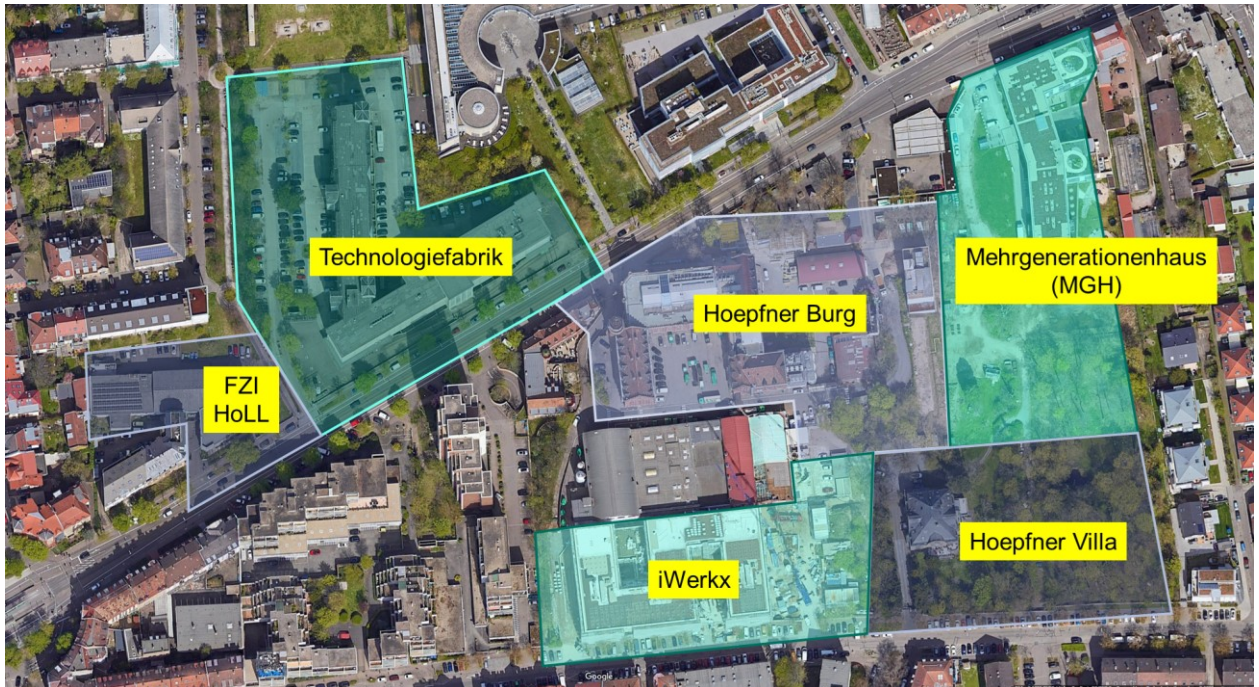 Technologiefabrik
Mehrgenerationenhaus
(MGH)
Hoepfner Burg
FZI
HoLL
Hoepfner Villa
iWerkx
Google